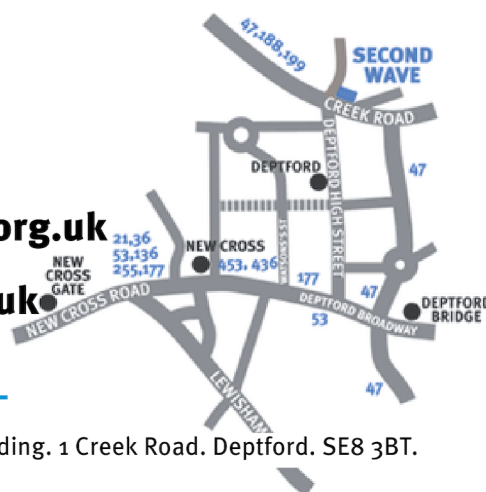 47,188,199
SECOND
WAVE
CREEK ROAD
DEPTFORD
DEPTFORD HIGH STREET
47
org.uk
21,36
53,136
255,177
NEW CROSS
453, 436
WATSONS'S ST
177
NEW
CROSS
GATE
uk
NEW CROSS ROAD
47
DEPTFORD BROADWAY
53
DEPTFORD
BRIDGE
47
LEWISHAM
ding. 1 Creek Road. Deptford. SE8 3BT.